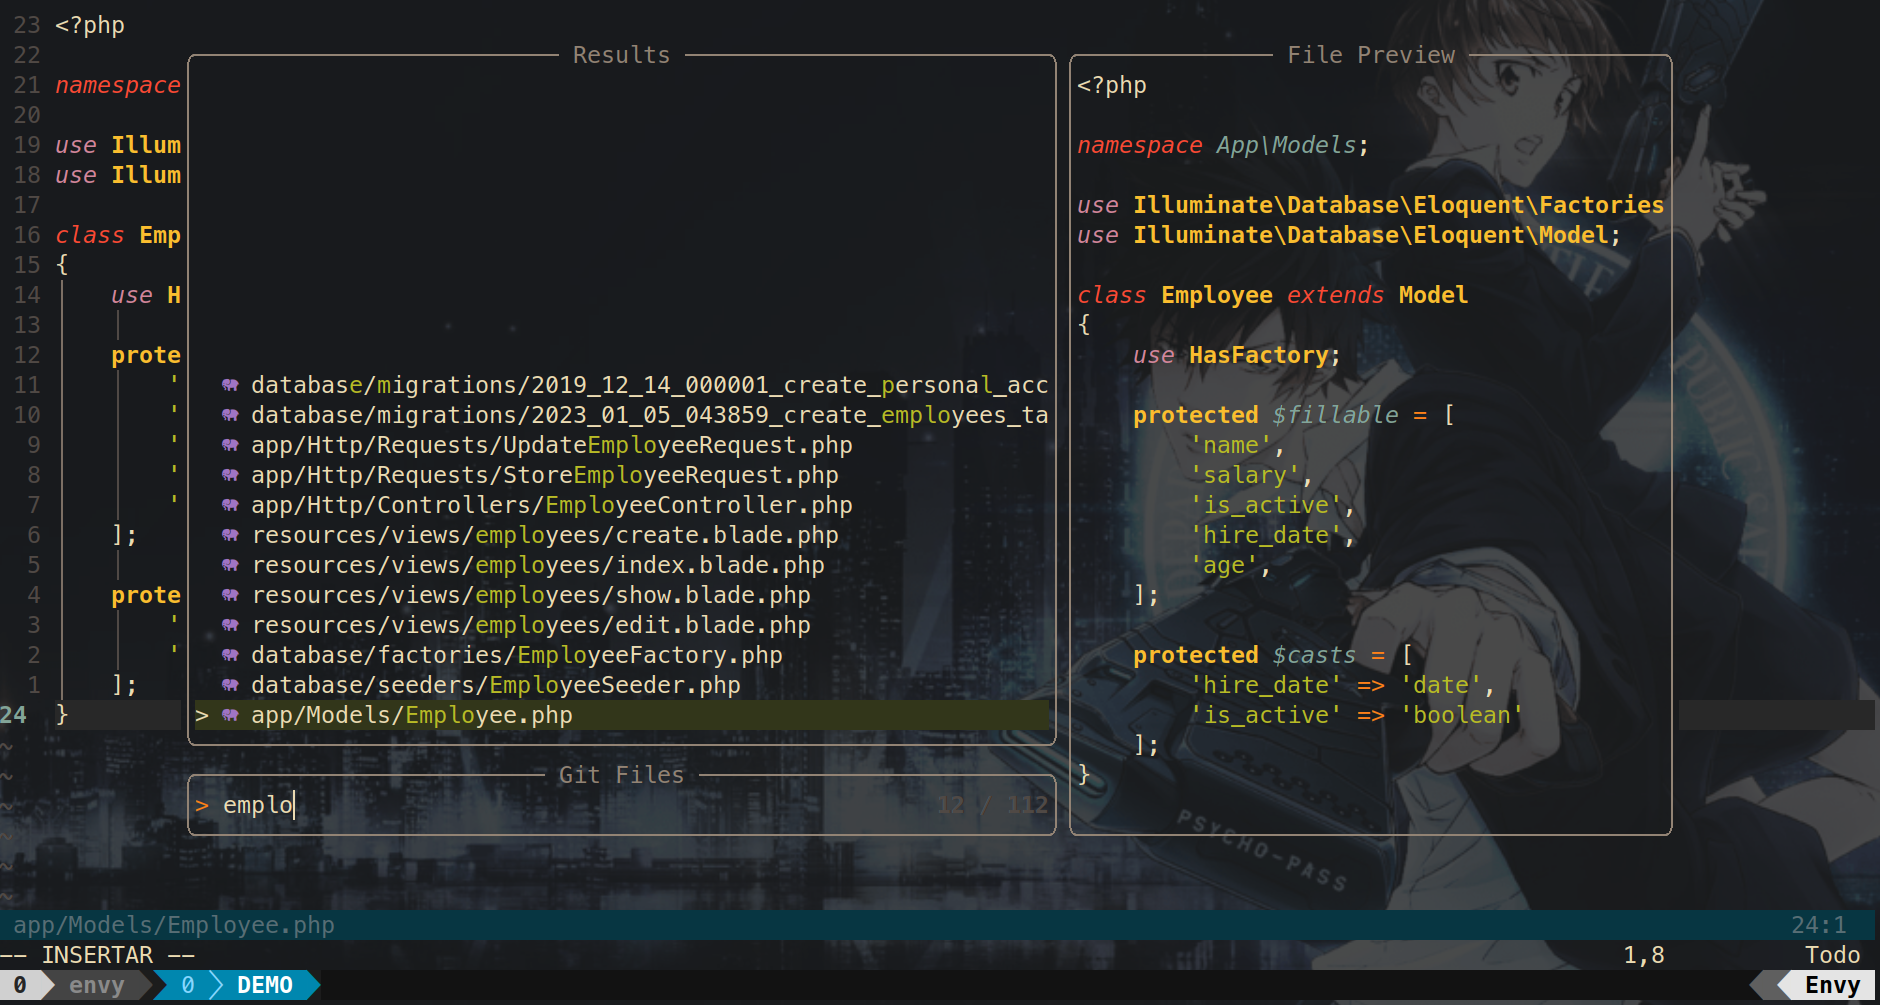 23 <?php
22
21 namespace
20
19 use Illum
18 use Illum
17
16 class Emp
15 {
14 use H
13
12 prote
11 '
10 '
9 '
8 '
7 '
6 ];
5
4 prote
3 '
2 '
1 ];
24 }
~
~
~
~
~
~
Results
database/migrations/2019_12_14_000001_create_personal_acc
database/migrations/2023_01_05_043859_create_employees_ta
app/Http/Requests/UpdateEmployeeRequest.php
app/Http/Requests/StoreEmployeeRequest.php
app/Http/Controllers/EmployeeController.php
resources/views/employees/create.blade.php
resources/views/employees/index.blade.php
resources/views/employees/show.blade.php
resources/views/employees/edit.blade.php
database/factories/EmployeeFactory.php
database/seeders/EmployeeSeeder.php
> app/Models/Employee.php
Git Files
> emplo 12 / 112
File Preview
<?php
namespace App\Models;
use Illuminate\Database\Eloquent\Factories
use Illuminate\Database\Eloquent\Model;
class Employee extends Model
{
use HasFactory;
protected $fillable = [
'name',
'salary',
'is_active',
'hire_date',
'age',
];
protected $casts = [
'hire_date' => 'date',
'is_active' => 'boolean'
];
}
PSYCHO-PASS
app/Models/Employee.php 24:1
-- INSERTAR -- 1,8 Todo
0 envy 0 DEMO Envy